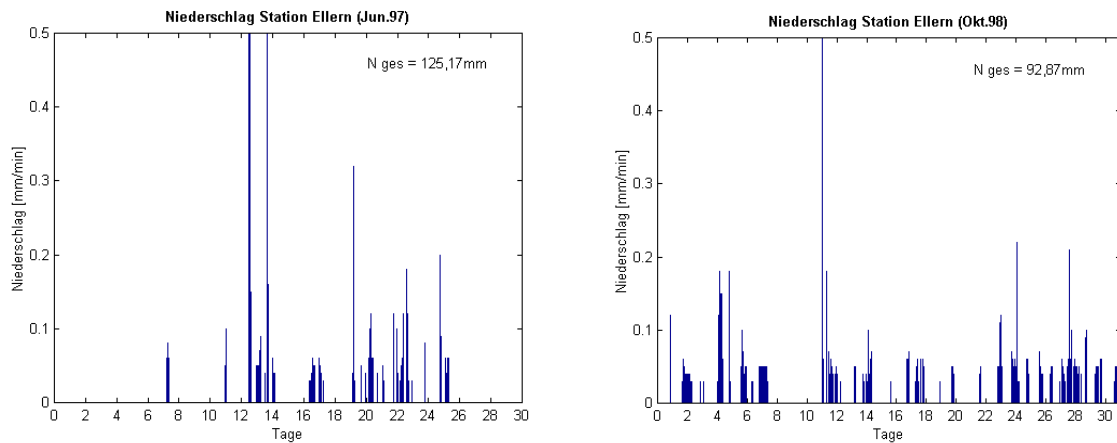 Niederschlag Station Ellern (Jun.97)
N ges = 125,17mm
Niederschlag [mm/min]
0.5
0.4
0.3
0.2
0.1
0
0 2 4 6 8 10 12 14 16 18 20 22 24 26 28 30
Tage
Niederschlag Station Ellern (Okt.98)
N ges = 92,87mm
Niederschlag [mm/min]
0.5
0.4
0.3
0.2
0.1
0
0 2 4 6 8 10 12 14 16 18 20 22 24 26 28 30
Tage